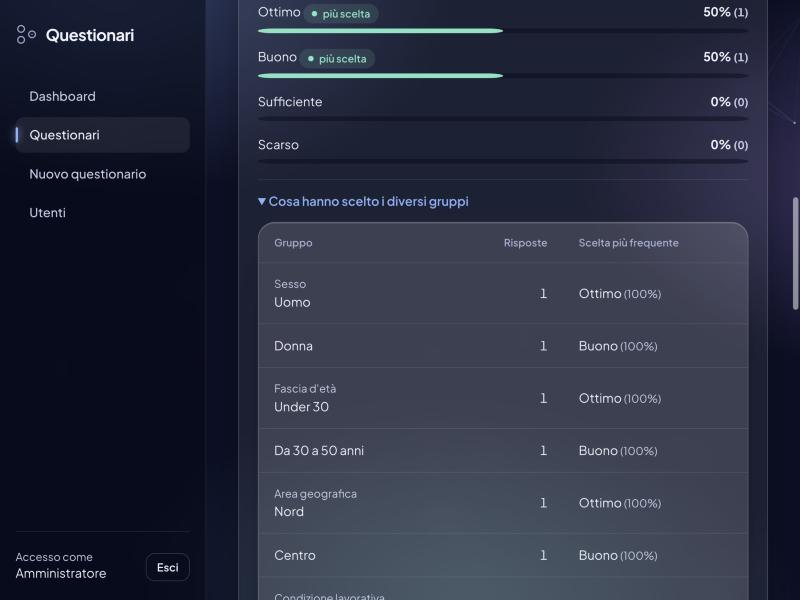 Questionari
Dashboard
Questionari
Nuovo questionario
Utenti
Accesso come
Amministratore
Esci
Ottimo più scelta 50% (1)
Buono più scelta 50% (1)
Sufficiente 0% (0)
Scarso 0% (0)
Cosa hanno scelto i diversi gruppi
Gruppo Risposte Scelta più frequente
Sesso
Uomo 1 Ottimo (100%)
Donna 1 Buono (100%)
Fascia d'età
Under 30 1 Ottimo (100%)
Da 30 a 50 anni 1 Buono (100%)
Area geografica
Nord 1 Ottimo (100%)
Centro 1 Buono (100%)
Condizione lavorativa